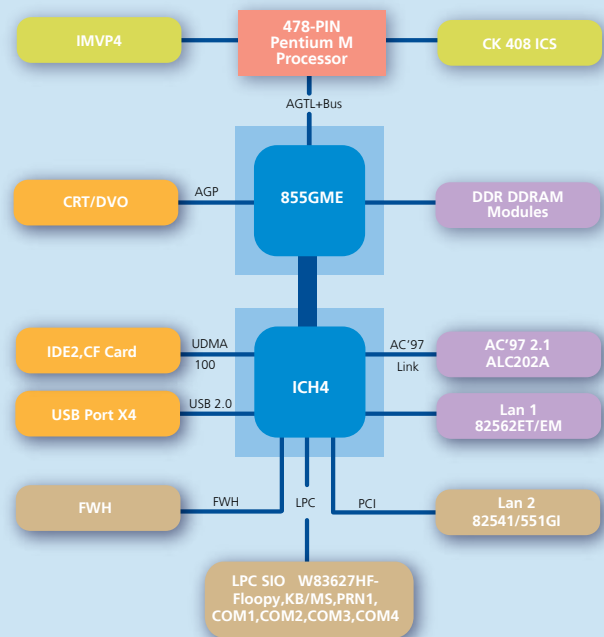 IMVP4
478-PIN
Pentium M
Processor
CK 408 ICS
AGTL+Bus
CRT/DVO
AGP
855GME
DDR DDRAM
Modules
IDE2,CF Card
UDMA
100
ICH4
AC'97
Link
AC'97 2.1
ALC202A
USB Port X4
USB 2.0
Lan 1
82562ET/EM
FWH
FWH
LPC
PCI
Lan 2
82541/551GI
LPC SIO W83627HF-
Floopy,KB/MS,PRN1,
COM1,COM2,COM3,COM4